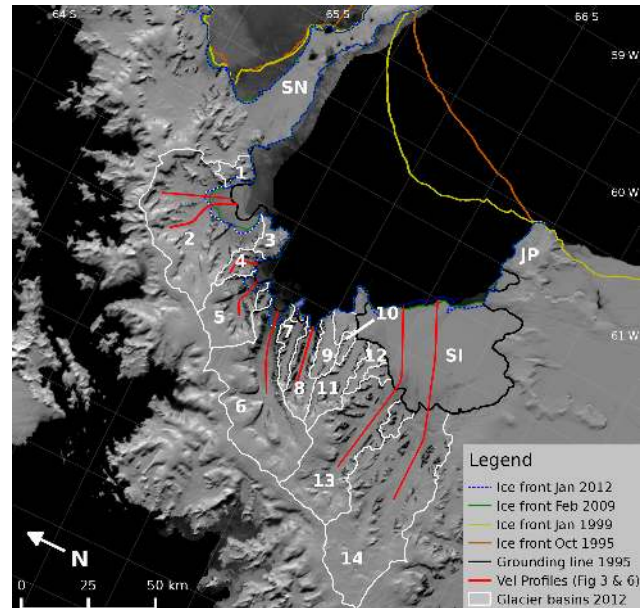 64 S
65 S
66 S
59 W
SN
1
60 W
3
2
JP
4
5
10
61 W
7
9
12
SI
8
11
6
Legend
Ice front Jan 2012
13
Ice front Feb 2009
Ice front Jan 1999
Ice front Oct 1995
N
14
Grounding line 1995
Vel Profiles (Fig 3 & 6)
0 25 50 km
Glacier basins 2012